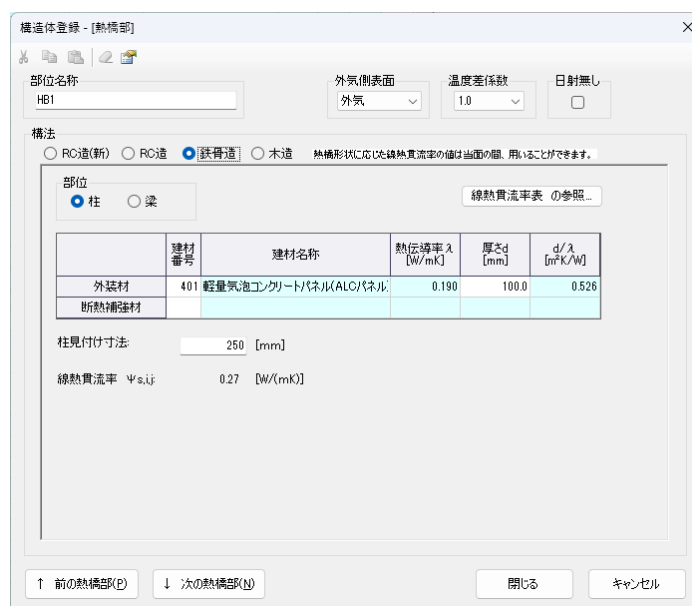 構造体登録 - [熱橋部]
部位名称
HB1
外気側表面
外気
温度差係数
1.0
日射無し
構法
RC造(新) RC造 鉄骨造 木造 熱橋形状に応じた線熱貫流率の値は当面の間、用いることができます。
部位
柱 梁
線熱貫流率表 の参照...
建材番号 建材名称 熱伝導率λ [W/mK] 厚さd [mm] d/λ [m²K/W]
外装材 401 軽量気泡コンクリートパネル(ALCパネル) 0.190 100.0 0.526
断熱補強材
柱見付け寸法: 250 [mm]
線熱貫流率 Ψs,i,j: 0.27 [W/(mK)]
↑ 前の熱橋部(P) ↓ 次の熱橋部(N) 閉じる キャンセル